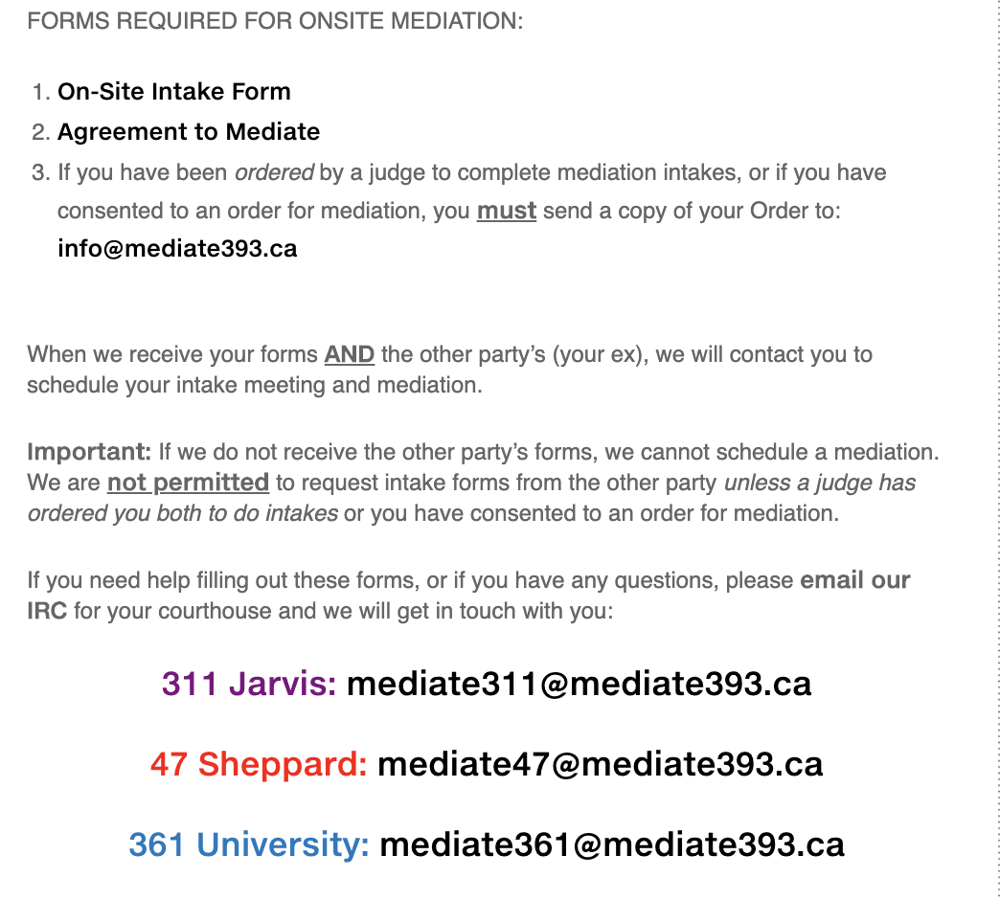 FORMS REQUIRED FOR ONSITE MEDIATION:
1. On-Site Intake Form
2. Agreement to Mediate
3. If you have been ordered by a judge to complete mediation intakes, or if you have
consented to an order for mediation, you must send a copy of your Order to:
info@mediate393.ca
When we receive your forms AND the other party’s (your ex), we will contact you to
schedule your intake meeting and mediation.
Important: If we do not receive the other party’s forms, we cannot schedule a mediation.
We are not permitted to request intake forms from the other party unless a judge has
ordered you both to do intakes or you have consented to an order for mediation.
If you need help filling out these forms, or if you have any questions, please email our
IRC for your courthouse and we will get in touch with you:
311 Jarvis: mediate311@mediate393.ca
47 Sheppard: mediate47@mediate393.ca
361 University: mediate361@mediate393.ca